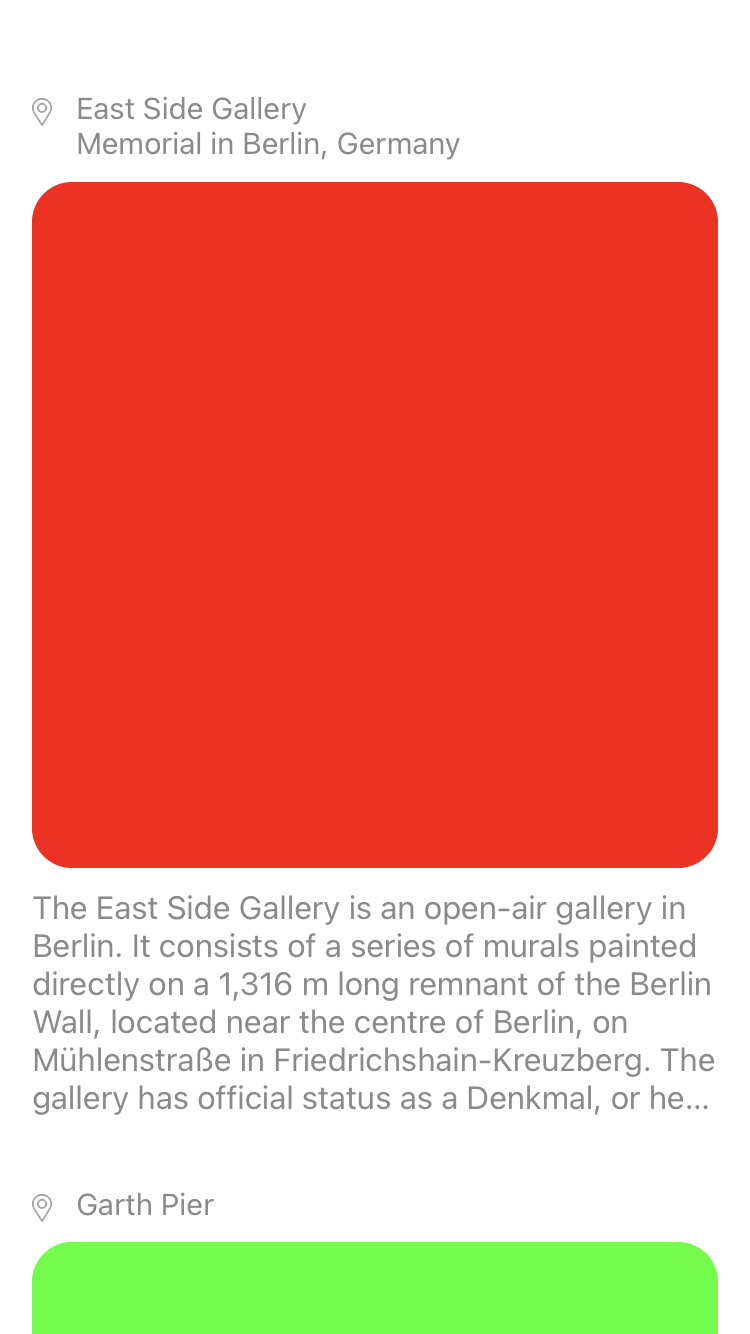 East Side Gallery
Memorial in Berlin, Germany
The East Side Gallery is an open-air gallery in
Berlin. It consists of a series of murals painted
directly on a 1,316 m long remnant of the Berlin
Wall, located near the centre of Berlin, on
Mühlenstraße in Friedrichshain-Kreuzberg. The
gallery has official status as a Denkmal, or he...
Garth Pier